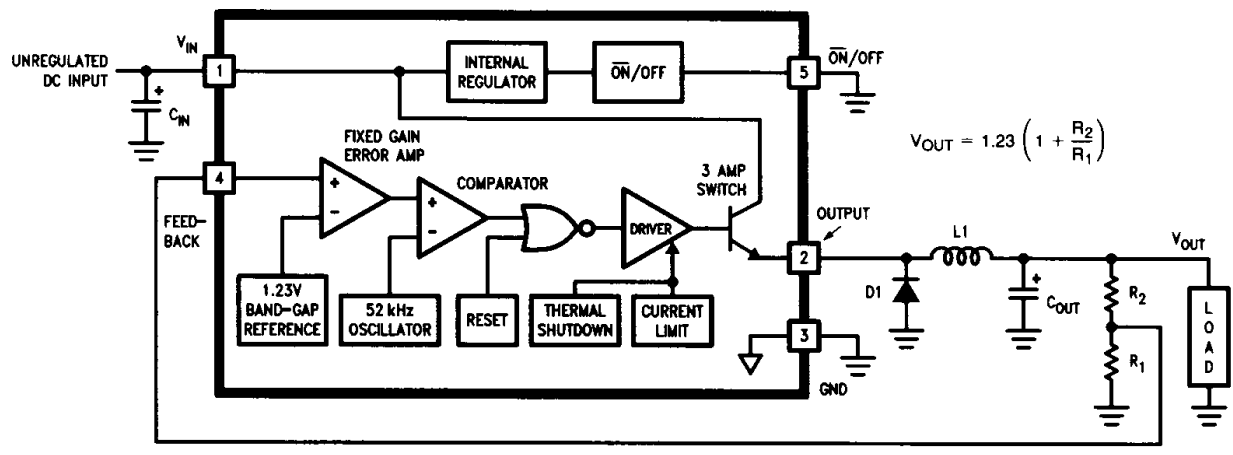 UNREGULATED
DC INPUT
V_IN
1
+
C_IN
INTERNAL
REGULATOR
O̅N̅/OFF
5
O̅N̅/OFF
V_OUT = 1.23 (1 + R_2/R_1)
FIXED GAIN
ERROR AMP
4
FEED-
BACK
+
-
COMPARATOR
+
-
DRIVER
3 AMP
SWITCH
OUTPUT
2
L1
V_OUT
D1
+
C_OUT
R_2
R_1
LOAD
1.23V
BAND-GAP
REFERENCE
52 kHz
OSCILLATOR
RESET
THERMAL
SHUTDOWN
CURRENT
LIMIT
3
GND